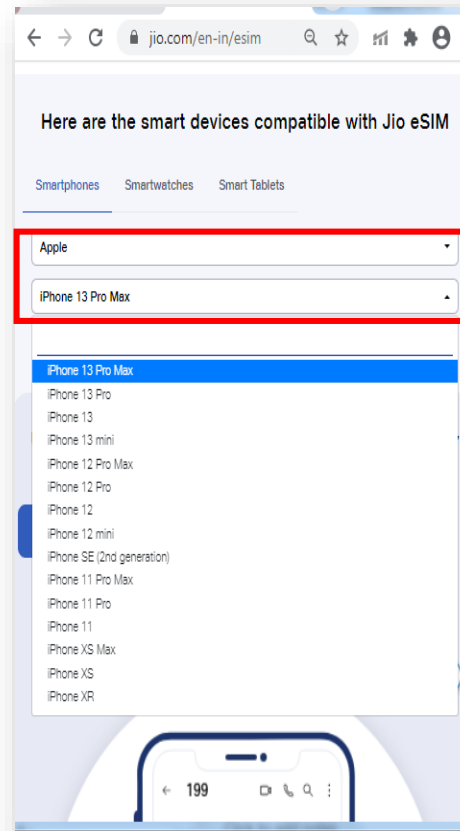 jio.com/en-in/esim
Here are the smart devices compatible with Jio eSIM
Smartphones Smartwatches Smart Tablets
Apple
iPhone 13 Pro Max
iPhone 13 Pro Max
iPhone 13 Pro
iPhone 13
iPhone 13 mini
iPhone 12 Pro Max
iPhone 12 Pro
iPhone 12
iPhone 12 mini
iPhone SE (2nd generation)
iPhone 11 Pro Max
iPhone 11 Pro
iPhone 11
iPhone XS Max
iPhone XS
iPhone XR
199